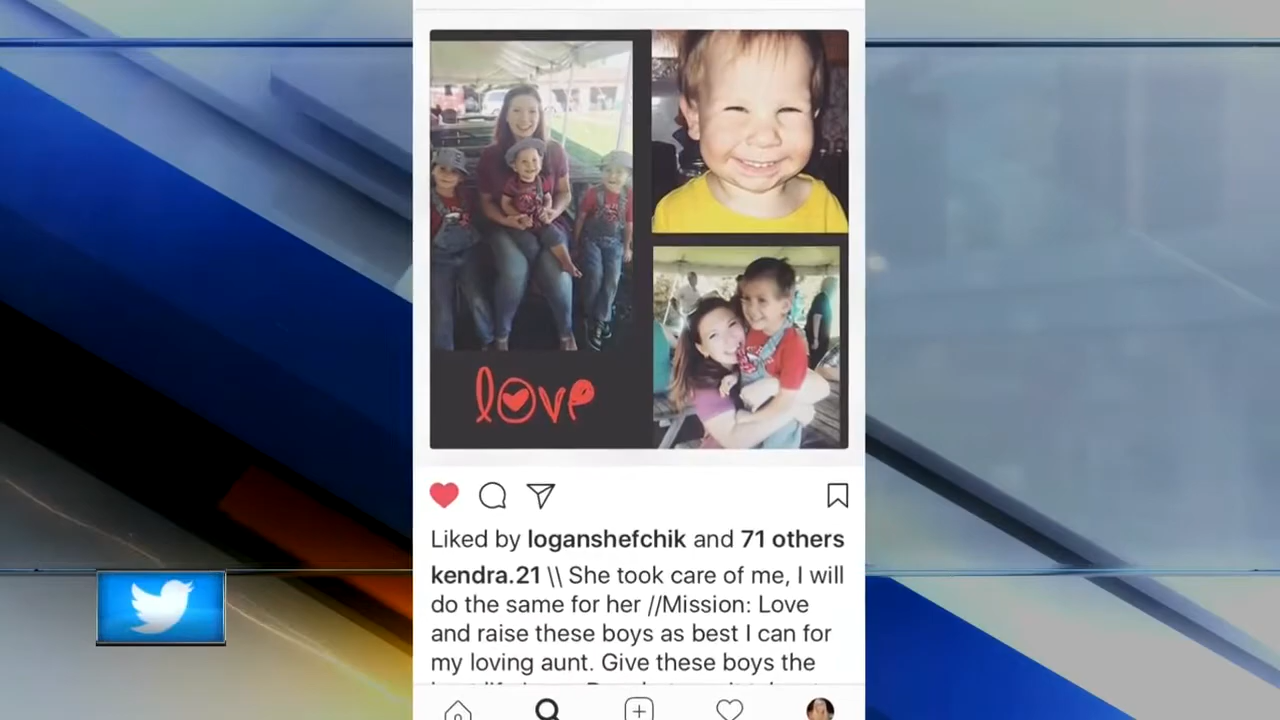 love
Liked by loganshefchik and 71 others
kendra.21 \\ She took care of me, I will
do the same for her //Mission: Love
and raise these boys as best I can for
my loving aunt. Give these boys the